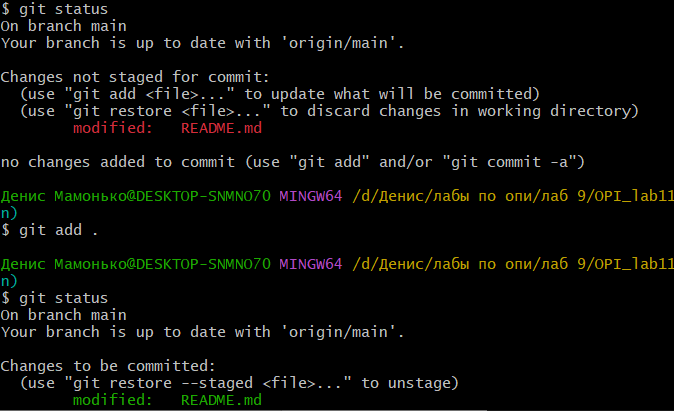 $ git status
On branch main
Your branch is up to date with 'origin/main'.
Changes not staged for commit:
(use "git add <file>..." to update what will be committed)
(use "git restore <file>..." to discard changes in working directory)
modified: README.md
no changes added to commit (use "git add" and/or "git commit -a")
Денис Мамонько@DESKTOP-SNMNO70 MINGW64 /d/Денис/лабы по опи/лаб 9/OPI_lab11
n)
$ git add .
Денис Мамонько@DESKTOP-SNMNO70 MINGW64 /d/Денис/лабы по опи/лаб 9/OPI_lab11
n)
$ git status
On branch main
Your branch is up to date with 'origin/main'.
Changes to be committed:
(use "git restore --staged <file>..." to unstage)
modified: README.md